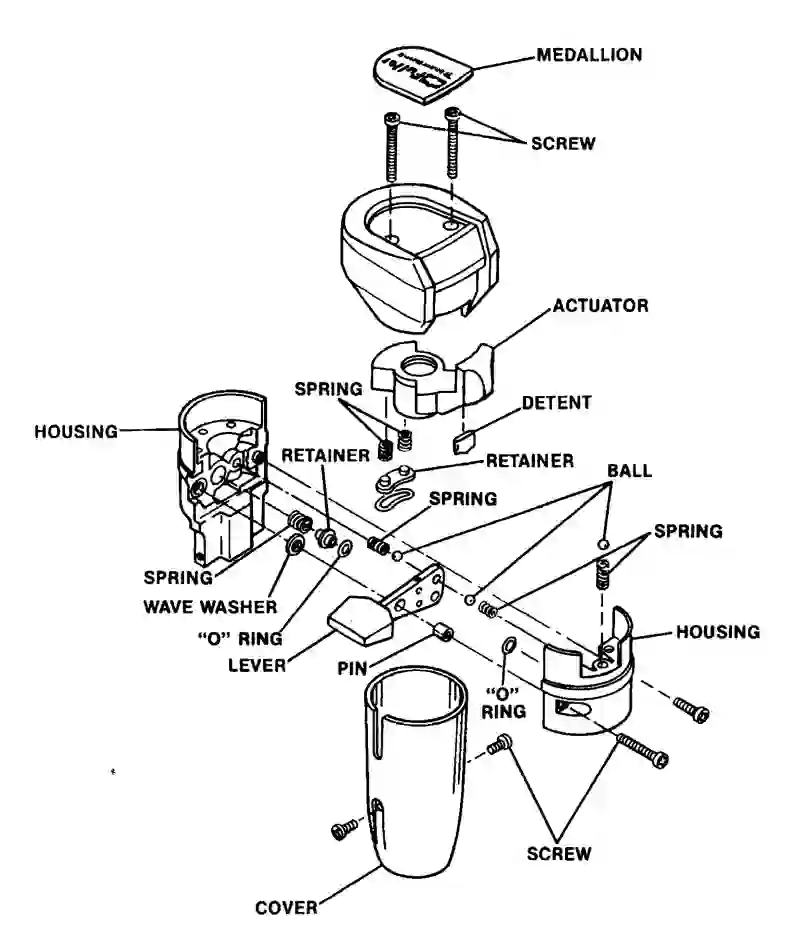 MEDALLION
SCREW
ACTUATOR
SPRING
DETENT
HOUSING
RETAINER
RETAINER
BALL
SPRING
SPRING
SPRING
WAVE WASHER
"O" RING
LEVER
PIN
HOUSING
"O"
RING
SCREW
COVER